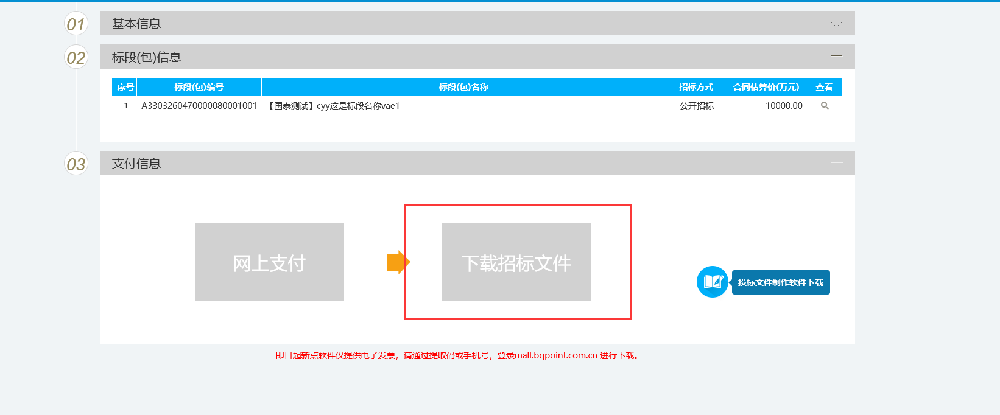 01 基本信息
02 标段(包)信息
序号 标段(包)编号 标段(包)名称 招标方式 合同估算价(万元) 查看
1 A3303260470000080001001 【国泰测试】cyy这是标段名称vae1 公开招标 10000.00
03 支付信息
网上支付 下载招标文件
投标文件制作软件下载
即日起新点软件仅提供电子发票，请通过提取码或手机号，登录mall.bqpoint.com.cn 进行下载。